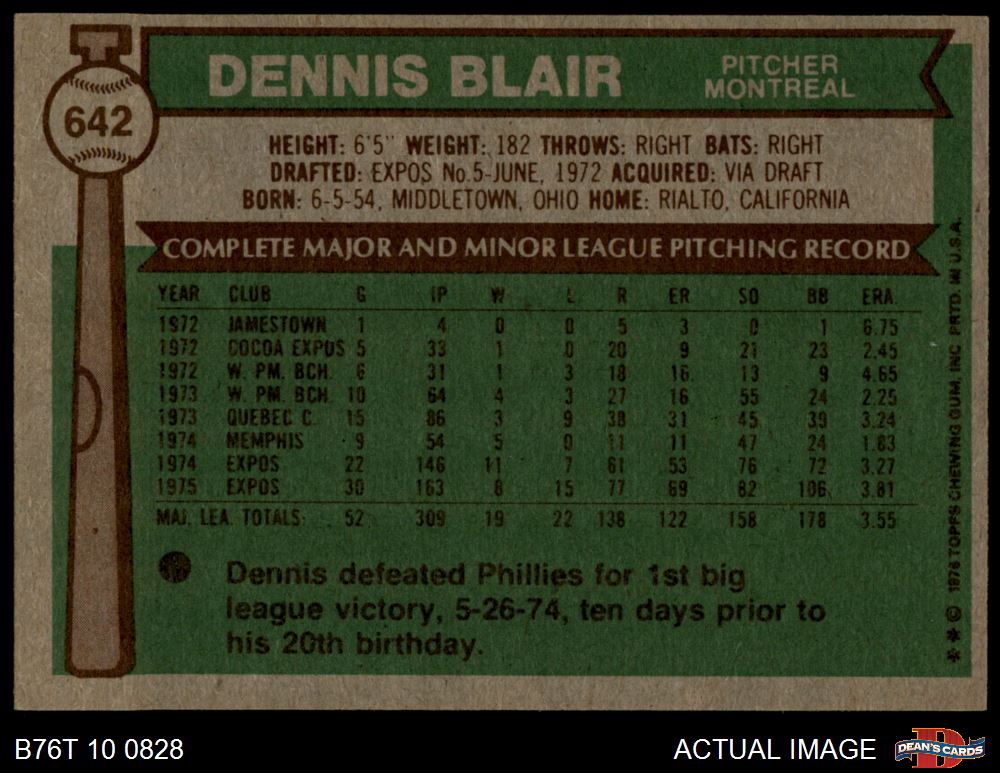 642
DENNIS BLAIR
PITCHER
MONTREAL
HEIGHT: 6'5" WEIGHT: 182 THROWS: RIGHT BATS: RIGHT
DRAFTED: EXPOS No.5-JUNE, 1972 ACQUIRED: VIA DRAFT
BORN: 6-5-54, MIDDLETOWN, OHIO HOME: RIALTO, CALIFORNIA
COMPLETE MAJOR AND MINOR LEAGUE PITCHING RECORD
YEAR CLUB G IP W L R ER SO BB ERA
1972 JAMESTOWN 1 4 0 0 5 3 0 1 6.75
1972 COCOA EXPOS 5 33 1 0 20 9 21 23 2.45
1972 W. PM. BCH. 6 31 1 3 18 16 13 9 4.65
1973 W. PM. BCH. 10 64 4 3 27 16 55 24 2.25
1973 QUEBEC C. 15 86 3 9 38 31 45 39 3.24
1974 MEMPHIS 9 54 5 0 11 11 47 24 1.83
1974 EXPOS 22 146 11 7 61 53 76 72 3.27
1975 EXPOS 30 163 8 15 77 69 82 106 3.81
MAJ. LEA. TOTALS: 52 309 19 22 138 122 158 178 3.55
Dennis defeated Phillies for 1st big
league victory, 5-26-74, ten days prior to
his 20th birthday.
** © 1976 TOPPS CHEWING GUM, INC. PRTD. IN U.S.A.
B76T 10 0828
ACTUAL IMAGE
D
DEAN'S CARDS